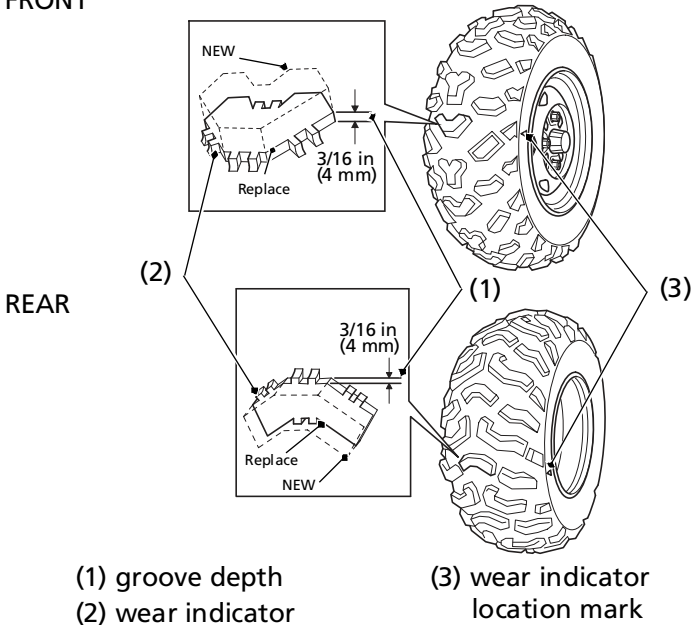 FRONT
NEW
3/16 in
(4 mm)
Replace
(2)
(1)
(3)
REAR
3/16 in
(4 mm)
Replace
NEW
(1) groove depth
(2) wear indicator
(3) wear indicator
location mark